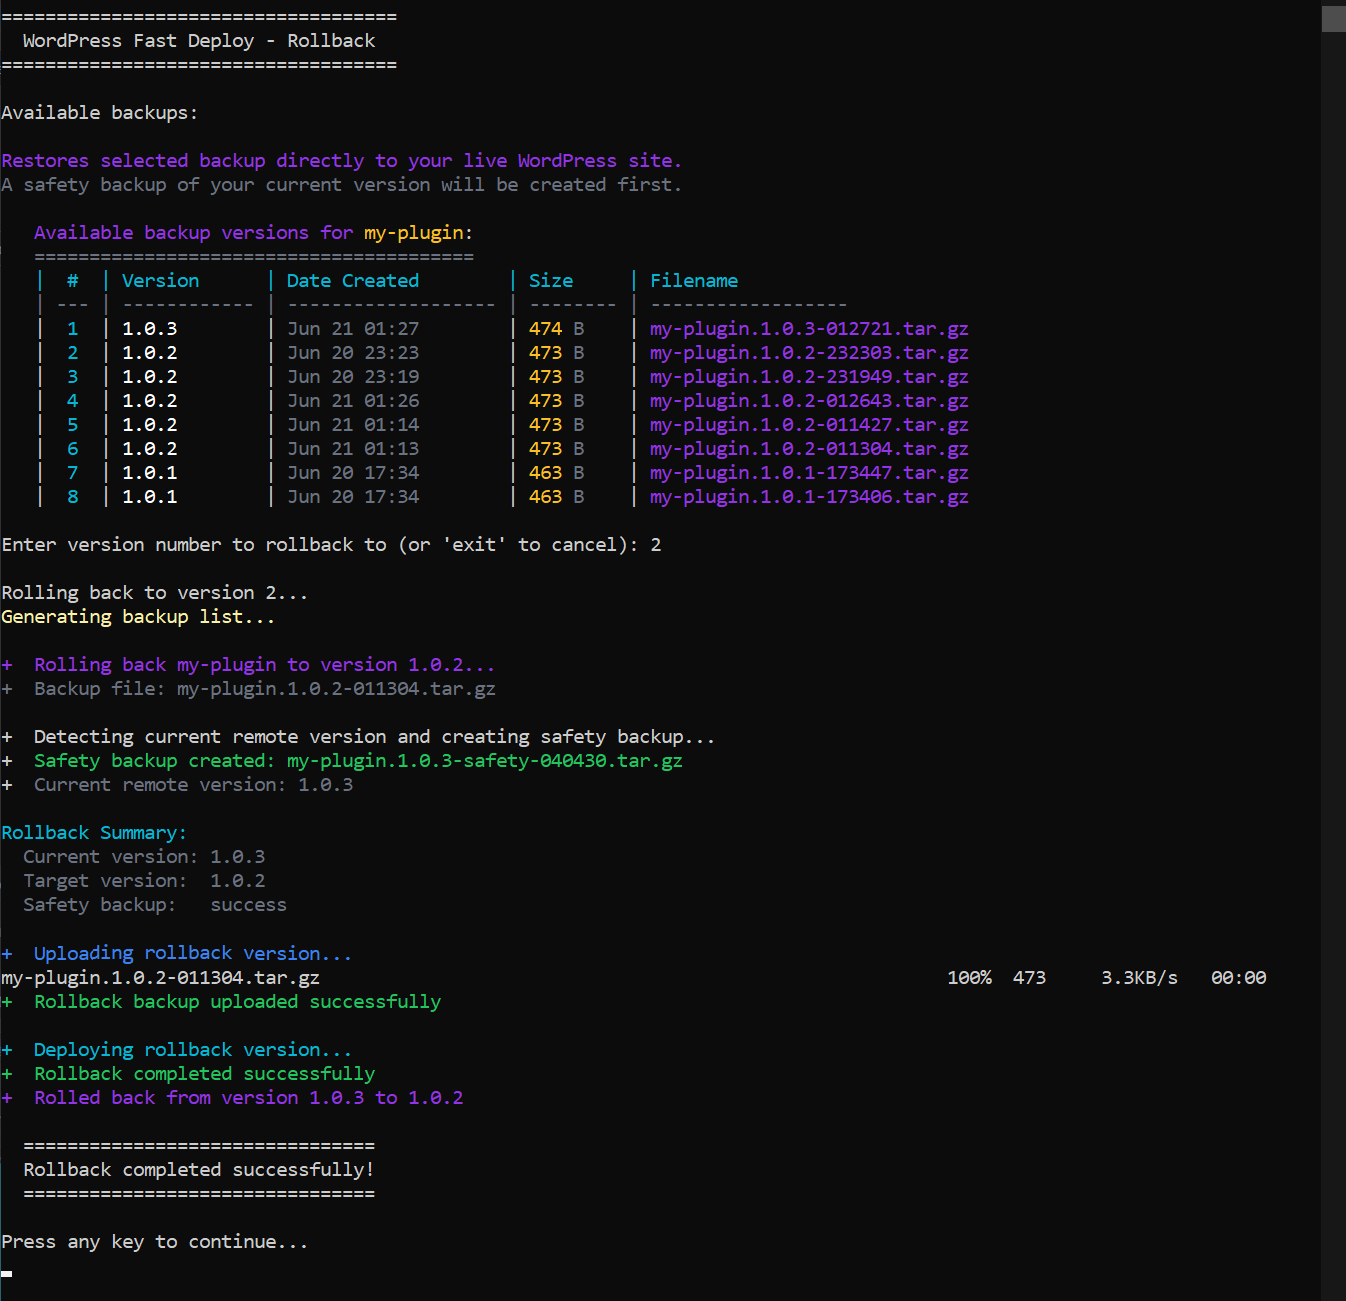 ====================================
WordPress Fast Deploy - Rollback
====================================
Available backups:
Restores selected backup directly to your live WordPress site.
A safety backup of your current version will be created first.
Available backup versions for my-plugin:
========================================
| # | Version | Date Created | Size | Filename
| --- | ------------ | ------------------- | -------- | ------------------
| 1 | 1.0.3 | Jun 21 01:27 | 474 B | my-plugin.1.0.3-012721.tar.gz
| 2 | 1.0.2 | Jun 20 23:23 | 473 B | my-plugin.1.0.2-232303.tar.gz
| 3 | 1.0.2 | Jun 20 23:19 | 473 B | my-plugin.1.0.2-231949.tar.gz
| 4 | 1.0.2 | Jun 21 01:26 | 473 B | my-plugin.1.0.2-012643.tar.gz
| 5 | 1.0.2 | Jun 21 01:14 | 473 B | my-plugin.1.0.2-011427.tar.gz
| 6 | 1.0.2 | Jun 21 01:13 | 473 B | my-plugin.1.0.2-011304.tar.gz
| 7 | 1.0.1 | Jun 20 17:34 | 463 B | my-plugin.1.0.1-173447.tar.gz
| 8 | 1.0.1 | Jun 20 17:34 | 463 B | my-plugin.1.0.1-173406.tar.gz
Enter version number to rollback to (or 'exit' to cancel): 2
Rolling back to version 2...
Generating backup list...
+ Rolling back my-plugin to version 1.0.2...
+ Backup file: my-plugin.1.0.2-011304.tar.gz
+ Detecting current remote version and creating safety backup...
+ Safety backup created: my-plugin.1.0.3-safety-040430.tar.gz
+ Current remote version: 1.0.3
Rollback Summary:
Current version: 1.0.3
Target version: 1.0.2
Safety backup: success
+ Uploading rollback version...
my-plugin.1.0.2-011304.tar.gz 100% 473 3.3KB/s 00:00
+ Rollback backup uploaded successfully
+ Deploying rollback version...
+ Rollback completed successfully
+ Rolled back from version 1.0.3 to 1.0.2
================================
Rollback completed successfully!
================================
Press any key to continue...